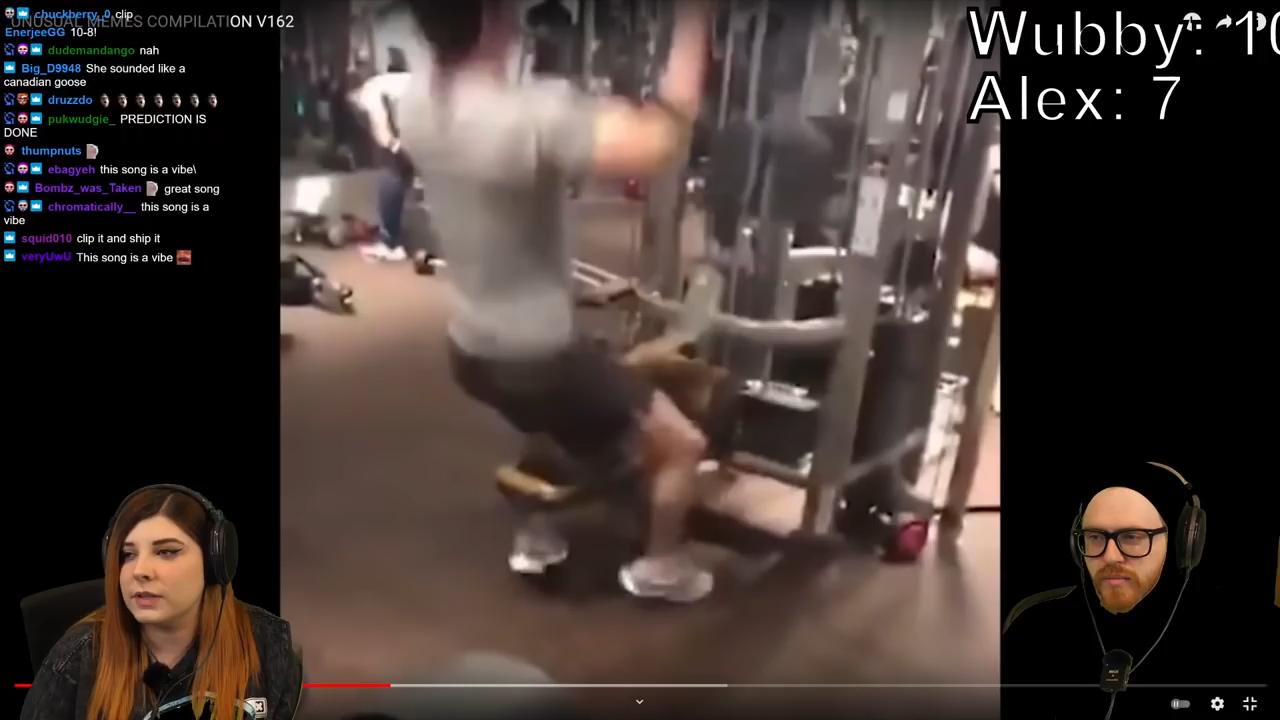 UNUSUAL MEMES COMPILATION V162
chuckberry_0 clip
EnerjeeGG 10-8!
dudemandango nah
Big_D9948 She sounded like a
canadian goose
druzzdo
pukwudgie_ PREDICTION IS
DONE
thumpnuts
ebagyeh this song is a vibe\
Bombz_was_Taken great song
chromatically__ this song is a
vibe
squid010 clip it and ship it
veryUwU This song is a vibe
Wubby: 10
Alex: 7